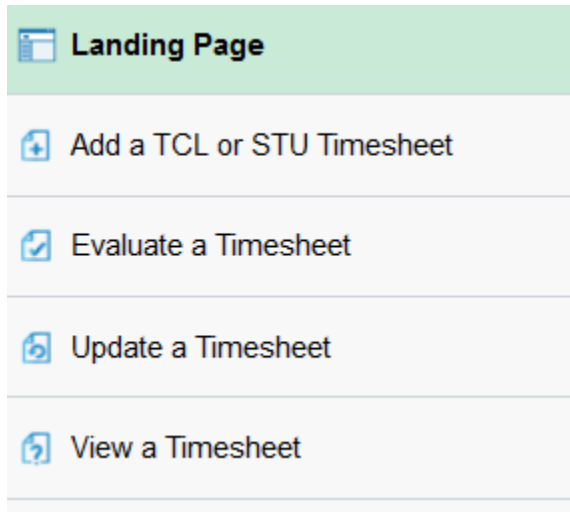 Landing Page
Add a TCL or STU Timesheet
Evaluate a Timesheet
Update a Timesheet
View a Timesheet